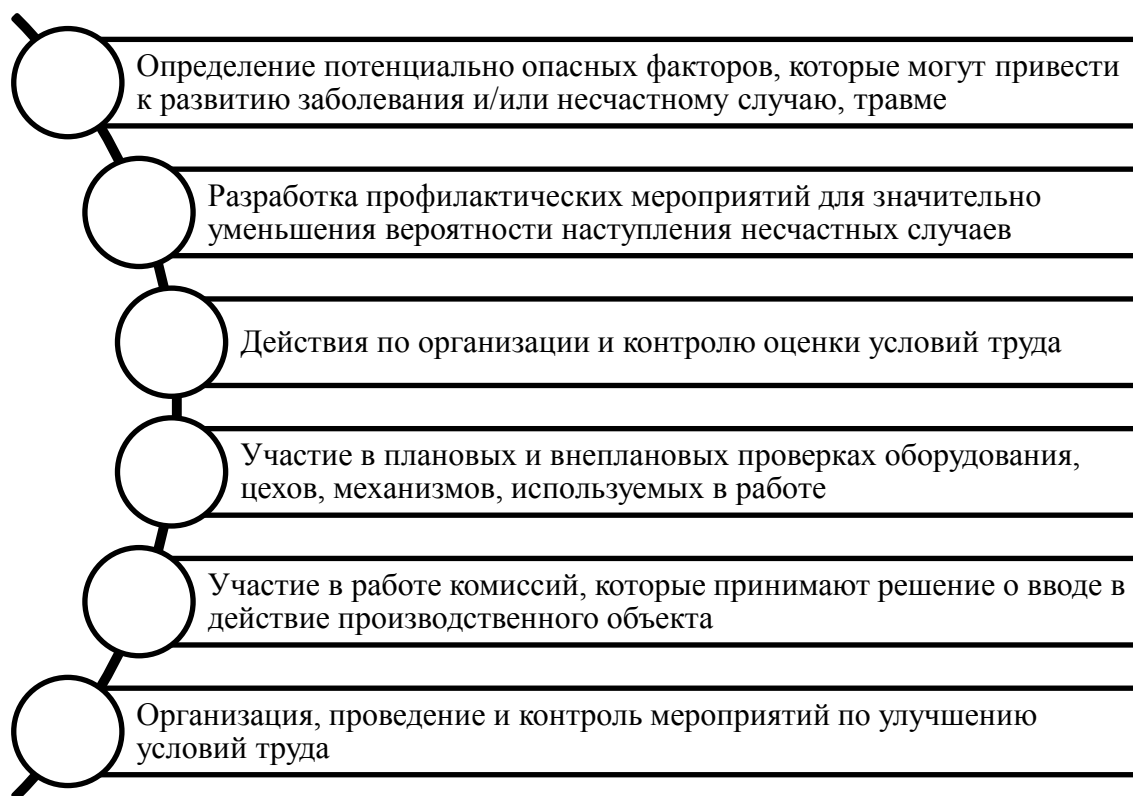 Определение потенциально опасных факторов, которые могут привести
к развитию заболевания и/или несчастному случаю, травме
Разработка профилактических мероприятий для значительно
уменьшения вероятности наступления несчастных случаев
Действия по организации и контролю оценки условий труда
Участие в плановых и внеплановых проверках оборудования,
цехов, механизмов, используемых в работе
Участие в работе комиссий, которые принимают решение о вводе в
действие производственного объекта
Организация, проведение и контроль мероприятий по улучшению
условий труда